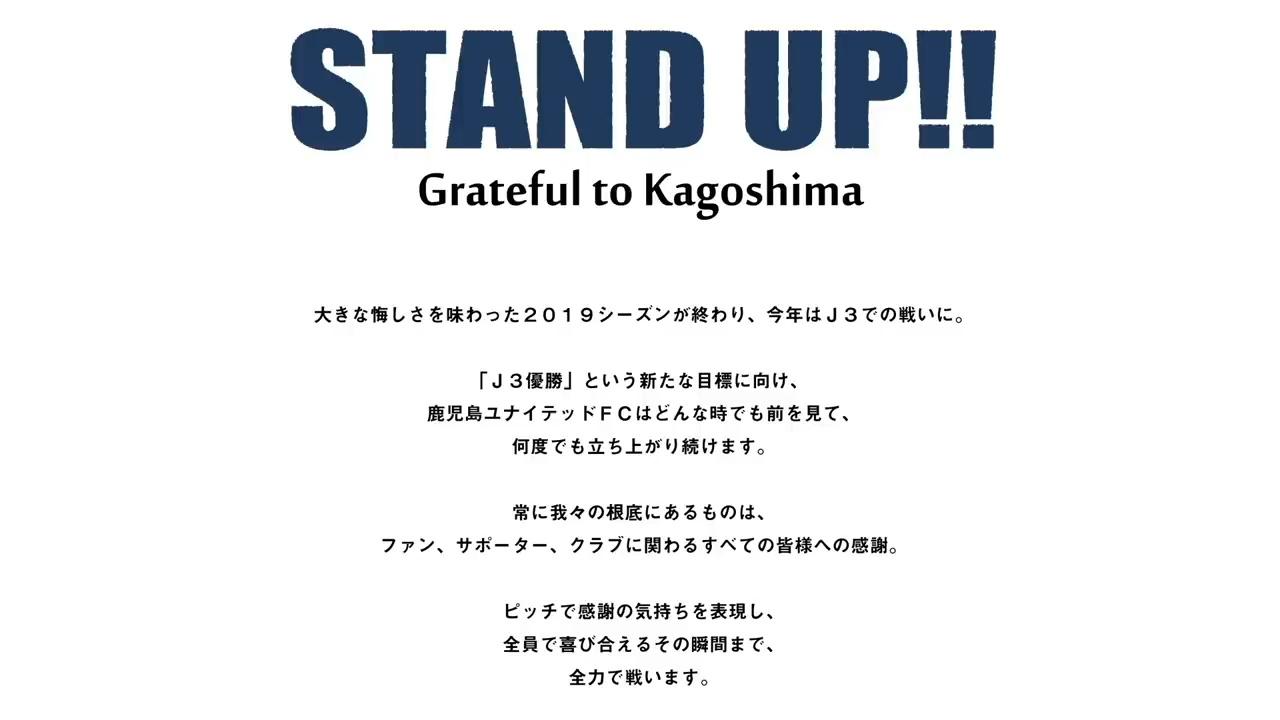 STAND UP!!
Grateful to Kagoshima
大きな悔しさを味わった２０１９シーズンが終わり、今年はＪ３での戦いに。
「Ｊ３優勝」という新たな目標に向け、
鹿児島ユナイテッドＦＣはどんな時でも前を見て、
何度でも立ち上がり続けます。
常に我々の根底にあるものは、
ファン、サポーター、クラブに関わるすべての皆様への感謝。
ピッチで感謝の気持ちを表現し、
全員で喜び合えるその瞬間まで、
全力で戦います。